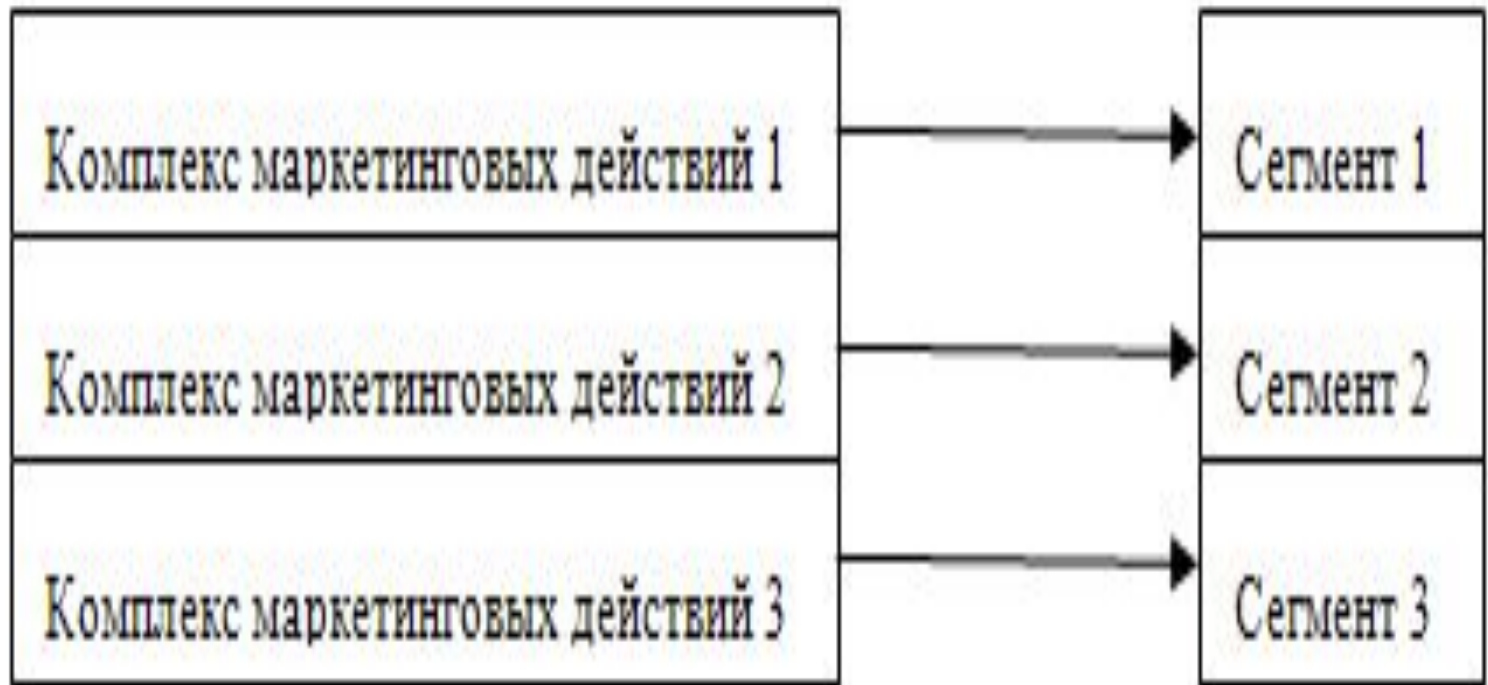 Комплекс маркетинговых действий 1
Сегмент 1
Комплекс маркетинговых действий 2
Сегмент 2
Комплекс маркетинговых действий 3
Сегмент 3